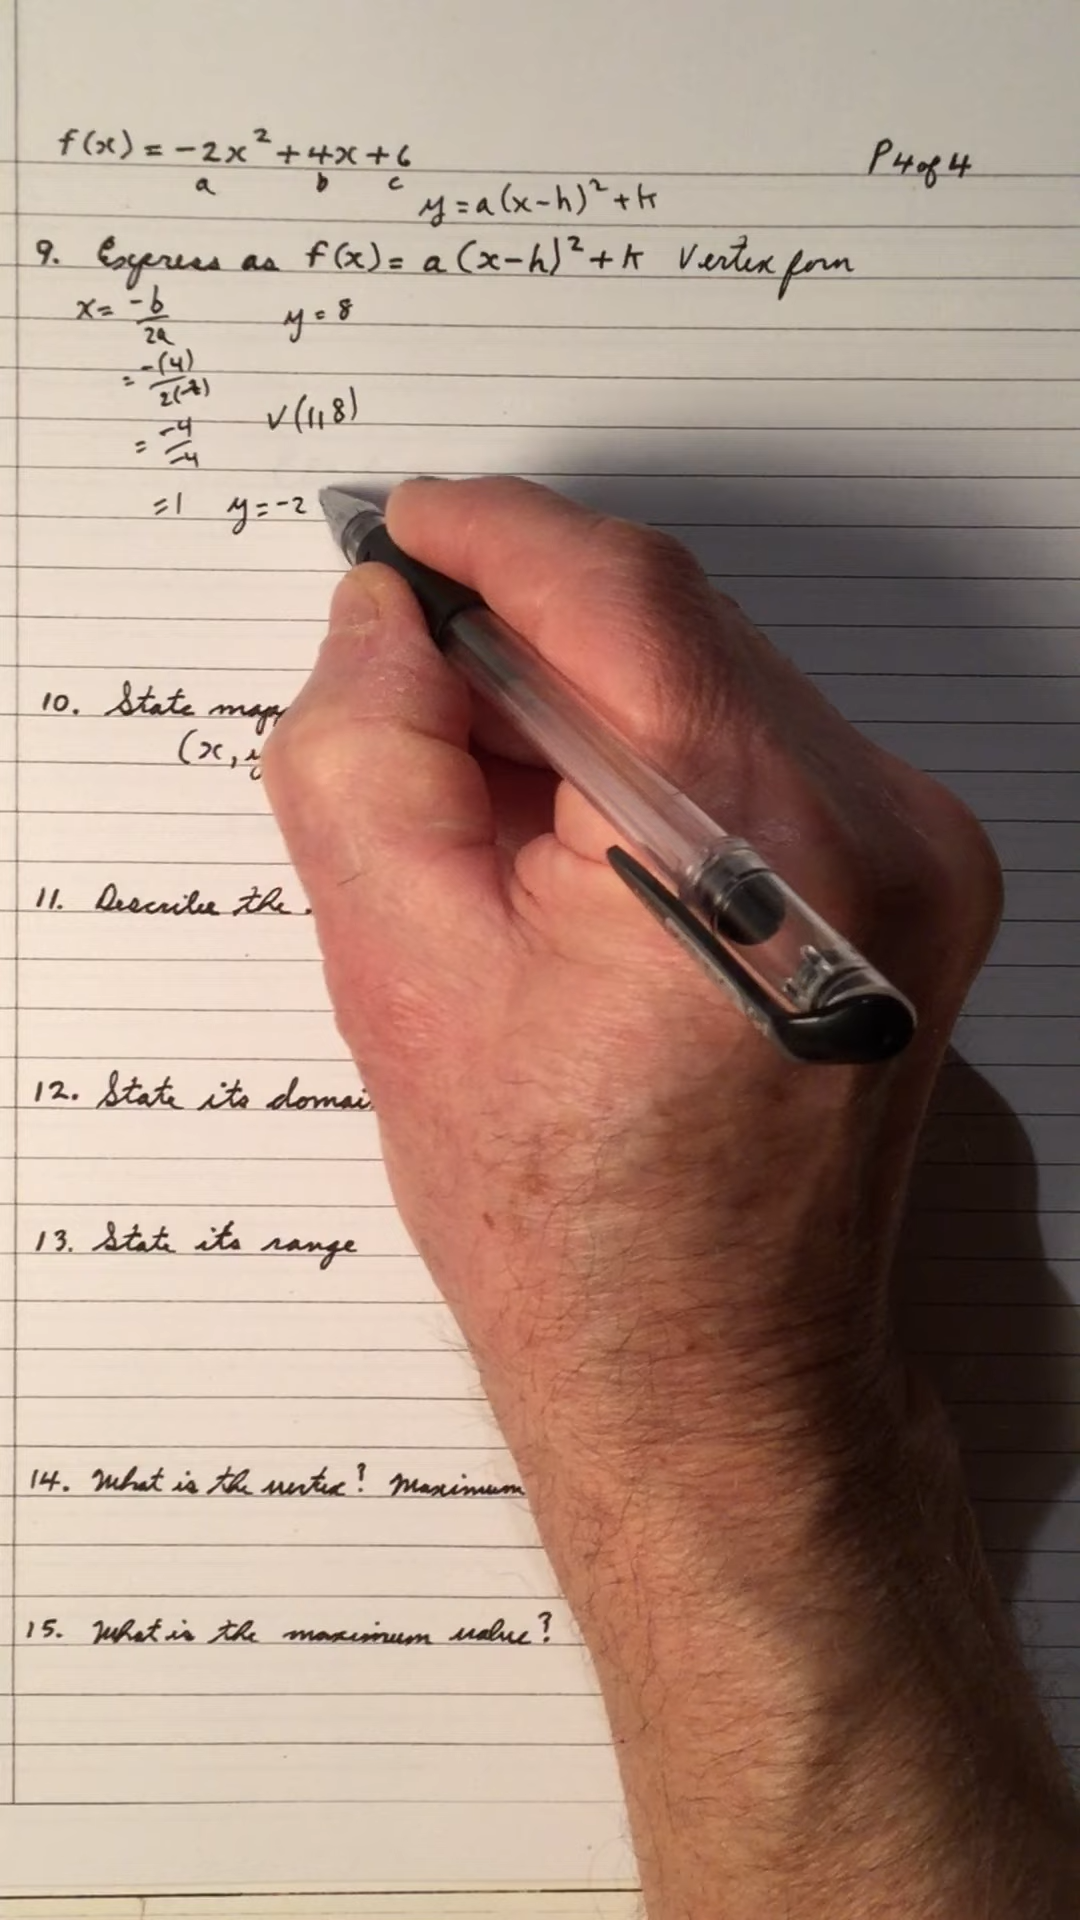 f(x) = -2x² + 4x + 6
P4of4
a b c
y = a(x-h)² + k
9. Express as f(x) = a(x-h)² + k Vertex form
x = -b/2a y = 8
= -(4)/2(-2)
V(1,8)
= -4/-4
=1 y = -2
10. State mapp
(x, y
11. Describe the
12. State its domai
13. State its range
14. What is the vertex? Maximum
15. What is the maximum value?